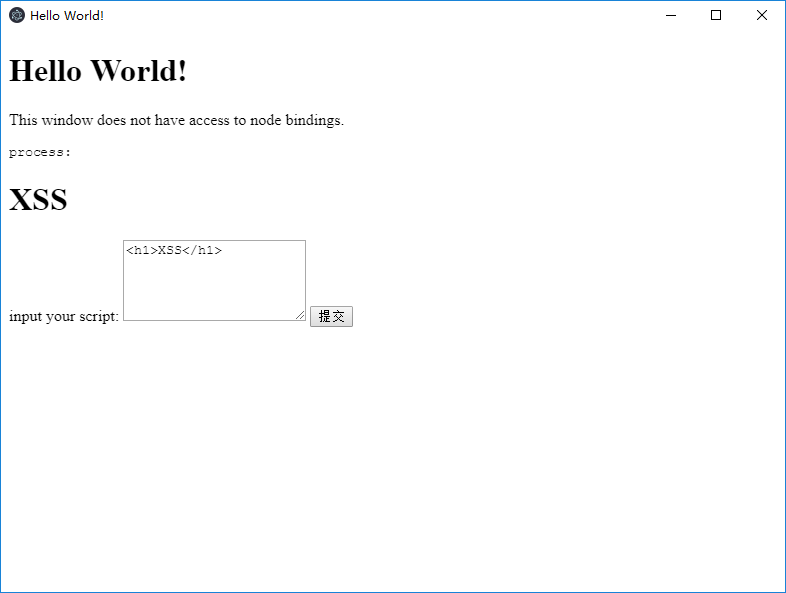 Hello World!
Hello World!
This window does not have access to node bindings.
process:
XSS
<h1>XSS</h1>
input your script:
提交